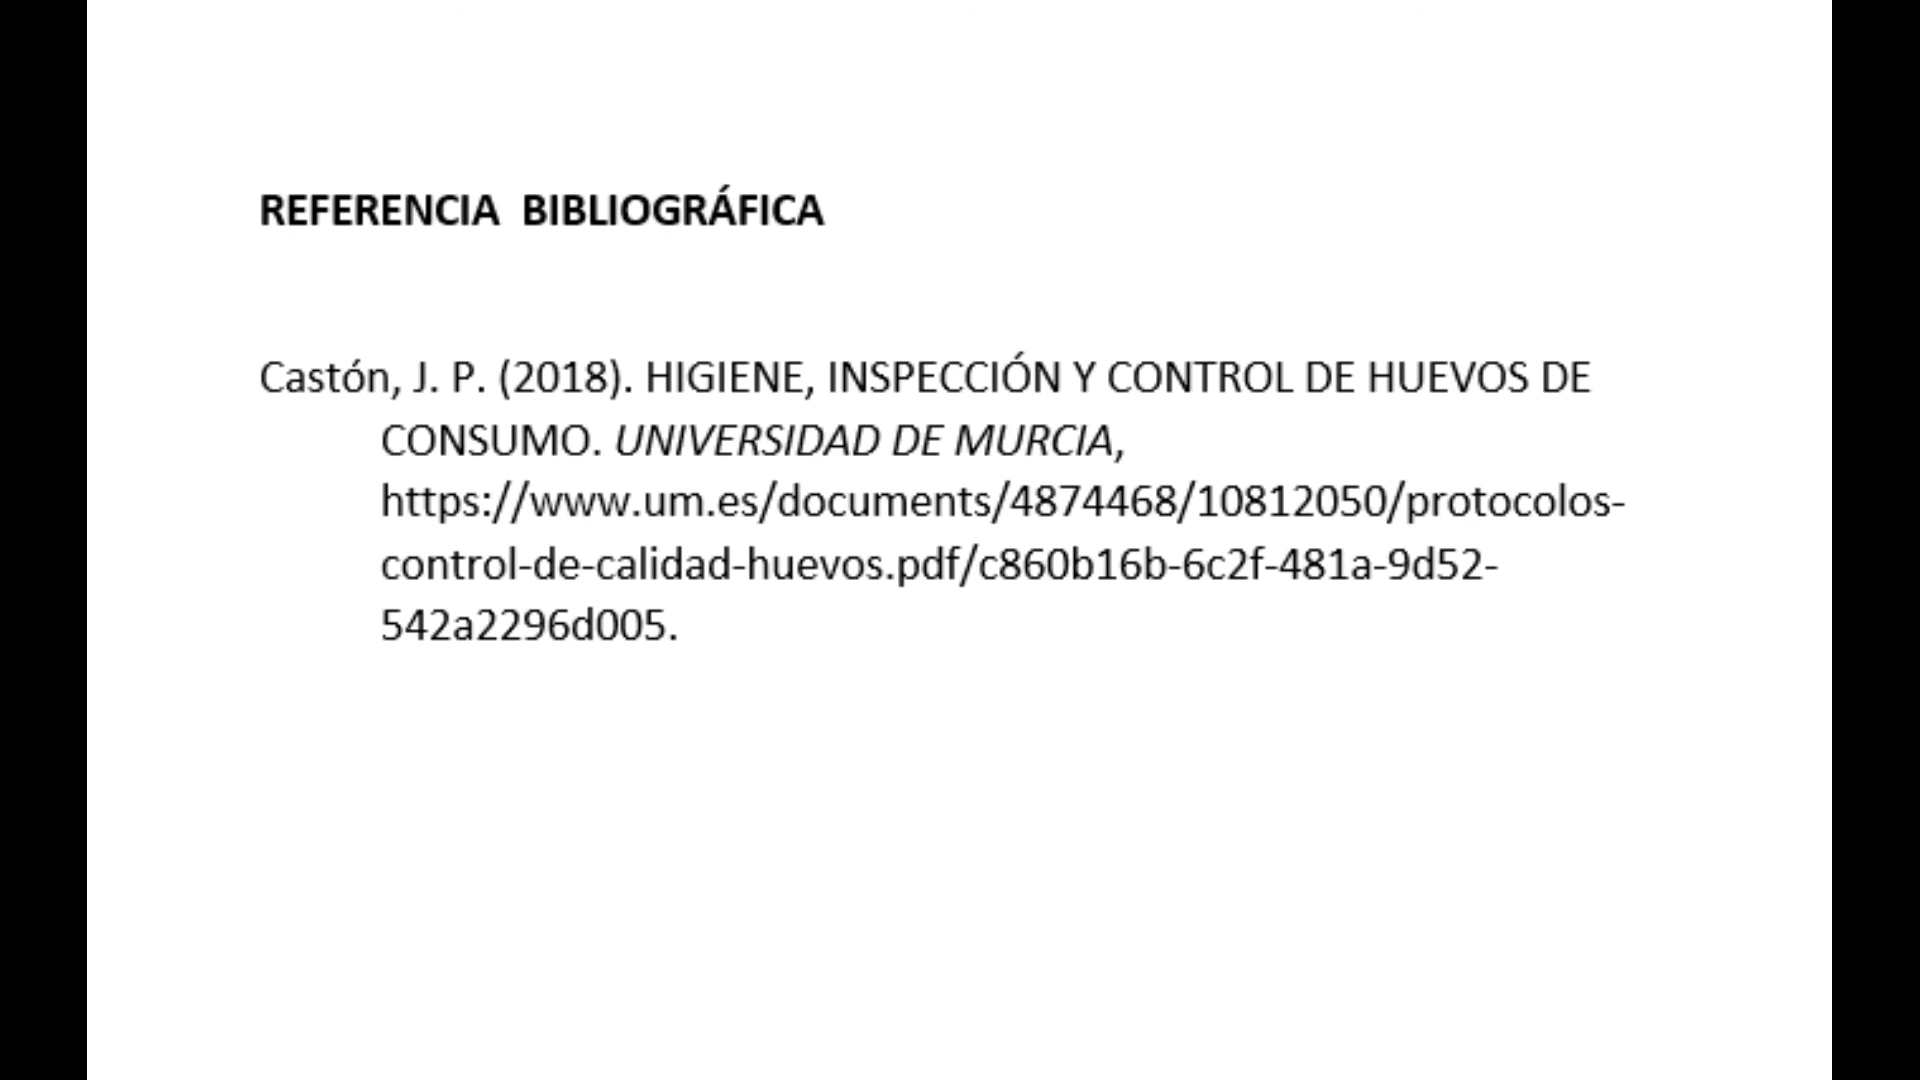 REFERENCIA BIBLIOGRÁFICA
Castón, J. P. (2018). HIGIENE, INSPECCIÓN Y CONTROL DE HUEVOS DE
CONSUMO. UNIVERSIDAD DE MURCIA,
https://www.um.es/documents/4874468/10812050/protocolos-
control-de-calidad-huevos.pdf/c860b16b-6c2f-481a-9d52-
542a2296d005.